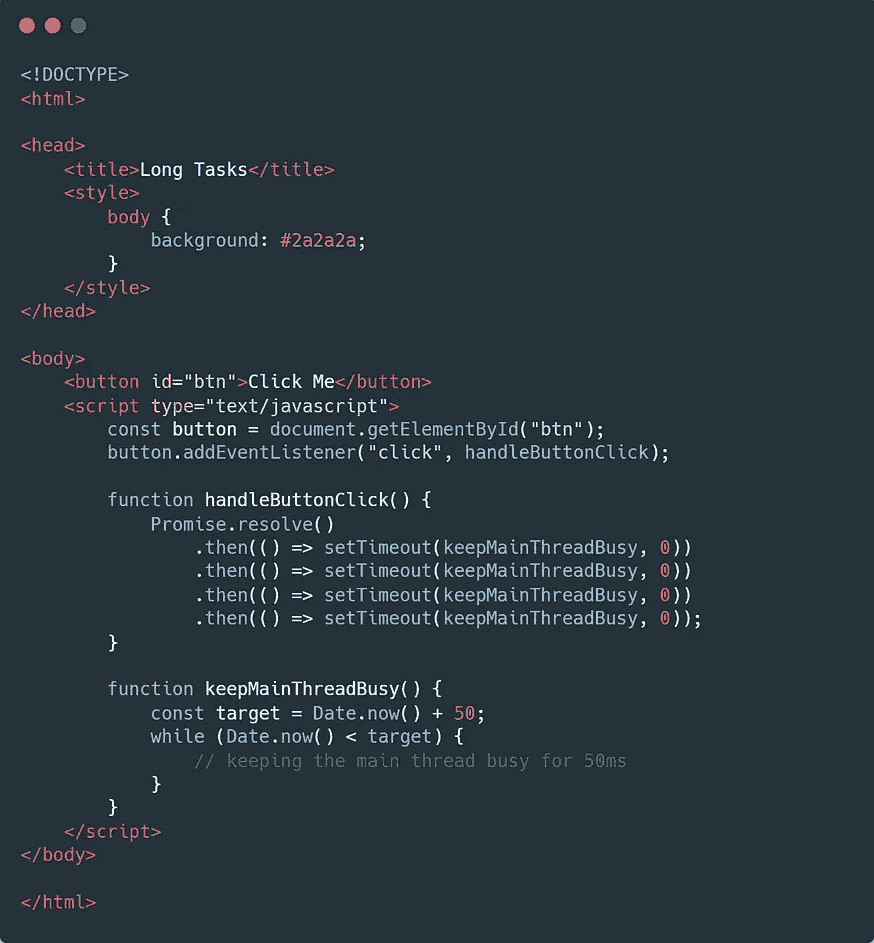 <!DOCTYPE>
<html>
<head>
<title>Long Tasks</title>
<style>
body {
background: #2a2a2a;
}
</style>
</head>
<body>
<button id="btn">Click Me</button>
<script type="text/javascript">
const button = document.getElementById("btn");
button.addEventListener("click", handleButtonClick);
function handleButtonClick() {
Promise.resolve()
.then(() => setTimeout(keepMainThreadBusy, 0))
.then(() => setTimeout(keepMainThreadBusy, 0))
.then(() => setTimeout(keepMainThreadBusy, 0))
.then(() => setTimeout(keepMainThreadBusy, 0));
}
function keepMainThreadBusy() {
const target = Date.now() + 50;
while (Date.now() < target) {
// keeping the main thread busy for 50ms
}
}
</script>
</body>
</html>